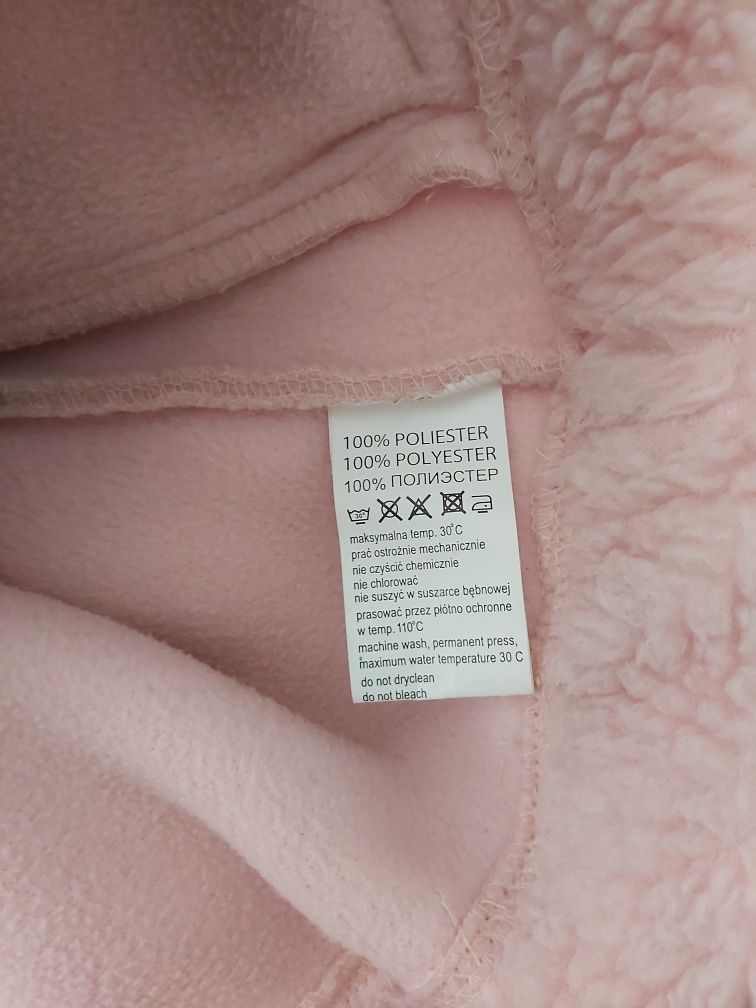 100% POLIESTER
100% POLYESTER
100% ПОЛИЭСТЕР
30°
maksymalna temp. 30°C
prać ostrożnie mechanicznie
nie czyścić chemicznie
nie chlorować
nie suszyć w suszarce bębnowej
prasować przez płótno ochronne
w temp. 110°C
machine wash, permanent press,
maximum water temperature 30 C
do not dryclean
do not bleach